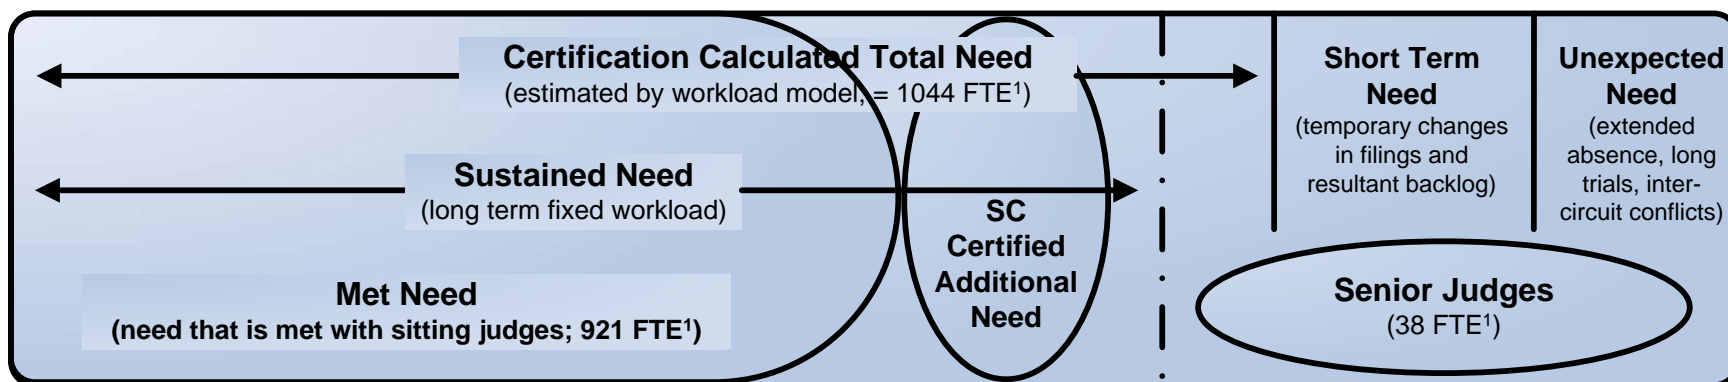 Certification Calculated Total Need
(estimated by workload model, = 1044 FTE¹)
Sustained Need
(long term fixed workload)
Met Need
(need that is met with sitting judges; 921 FTE¹)
SC
Certified
Additional
Need
Short Term
Need
(temporary changes
in filings and
resultant backlog)
Unexpected
Need
(extended
absence, long
trials, inter-
circuit conflicts)
Senior Judges
(38 FTE¹)